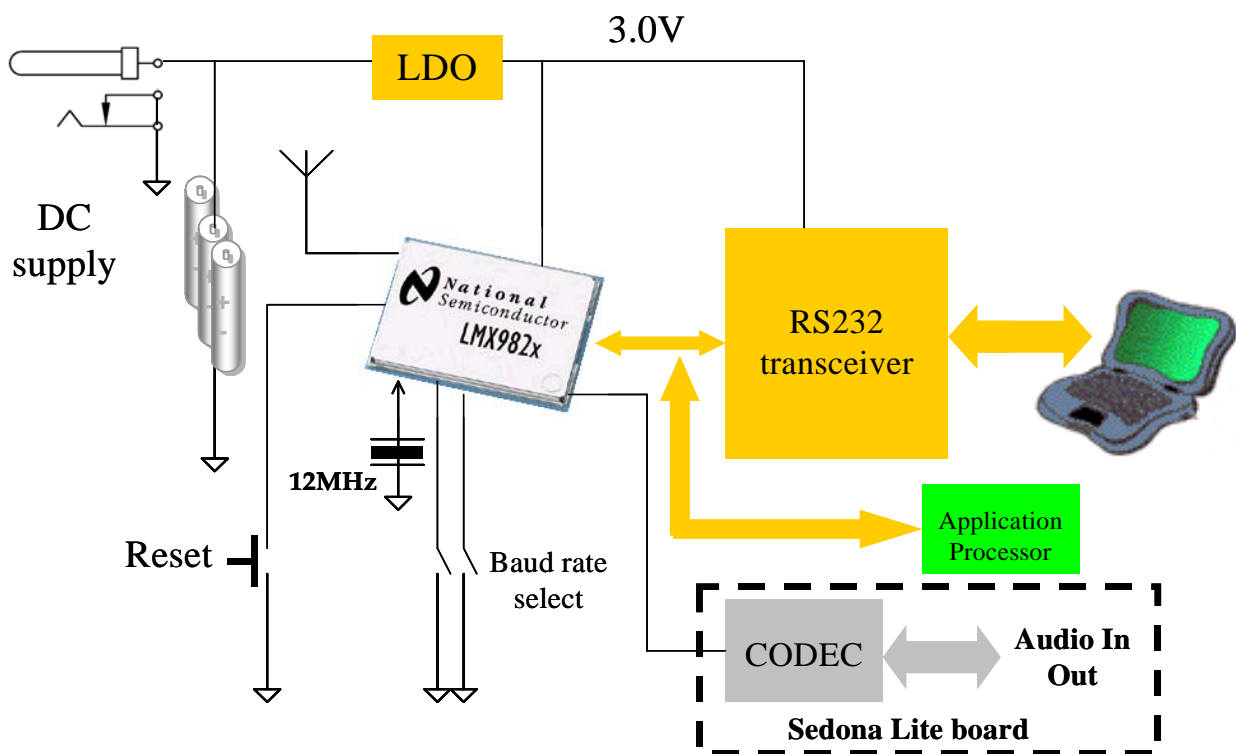 3.0V
LDO
DC
supply
National
Semiconductor
LMX982x
RS232
transceiver
12MHz
Reset
Baud rate
select
Application
Processor
CODEC
Audio In
Out
Sedona Lite board